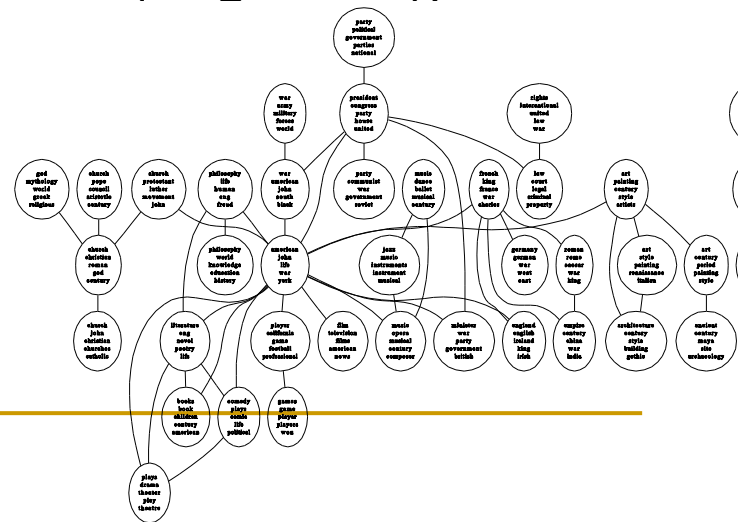 party
political
government
parties
national
war
army
military
forces
world
president
congress
party
house
united
rights
international
united
law
war
god
mythology
world
greek
religious
church
pope
council
aristotle
century
church
protestant
luther
movement
john
philosophy
life
human
eng
freud
war
american
john
south
black
party
communist
war
government
soviet
music
dance
ballet
musical
century
french
king
france
war
charles
law
court
legal
criminal
property
art
painting
century
style
artists
church
christian
roman
god
century
philosophy
world
knowledge
education
history
american
john
life
war
york
jazz
music
instruments
instrument
musical
germany
german
war
west
east
roman
rome
caesar
war
king
art
style
painting
renaissance
italian
art
century
period
painting
style
church
john
christian
churches
catholic
literature
eng
novel
poetry
life
player
california
game
football
professional
film
television
films
american
news
music
opera
musical
century
composer
minister
war
party
government
british
england
english
ireland
king
irish
empire
century
china
war
india
architecture
century
style
building
gothic
ancient
century
maya
site
archaeology
books
book
children
century
american
comedy
plays
comic
life
political
games
game
player
players
won
plays
drama
theater
play
theatre